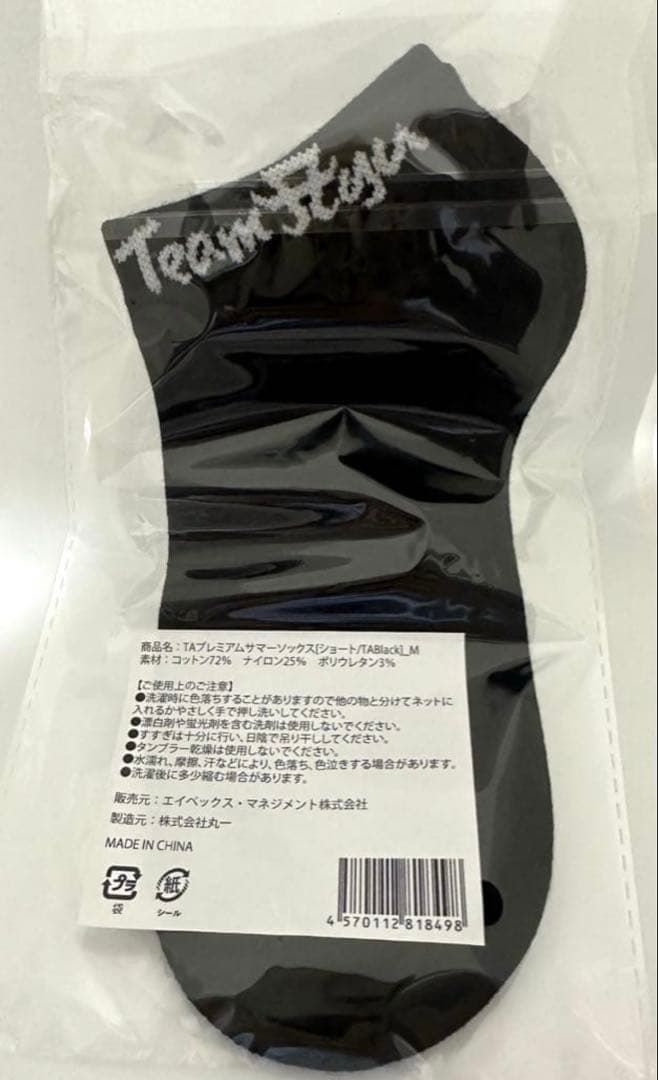 Team
商品名：TAプレミアムサマーソックス[ショート/TABlack]_M
素材：コットン72%　ナイロン25%　ポリウレタン3%
【ご使用上のご注意】
●洗濯時に色落ちすることがありますので他の物と分けてネットに
入れるかやさしく手で押し洗いしてください。
●漂白剤や蛍光剤を含む洗剤は使用しないでください。
●すすぎは十分に行い、日陰で吊り干ししてください。
●タンブラー乾燥は使用しないでください。
●水濡れ、摩擦、汗などにより、色落ち、色泣きする場合があります。
●洗濯後に多少縮む場合があります。
販売元：エイベックス・マネジメント株式会社
製造元：株式会社丸一
MADE IN CHINA
プラ 紙
袋 シール
4 570112 818498